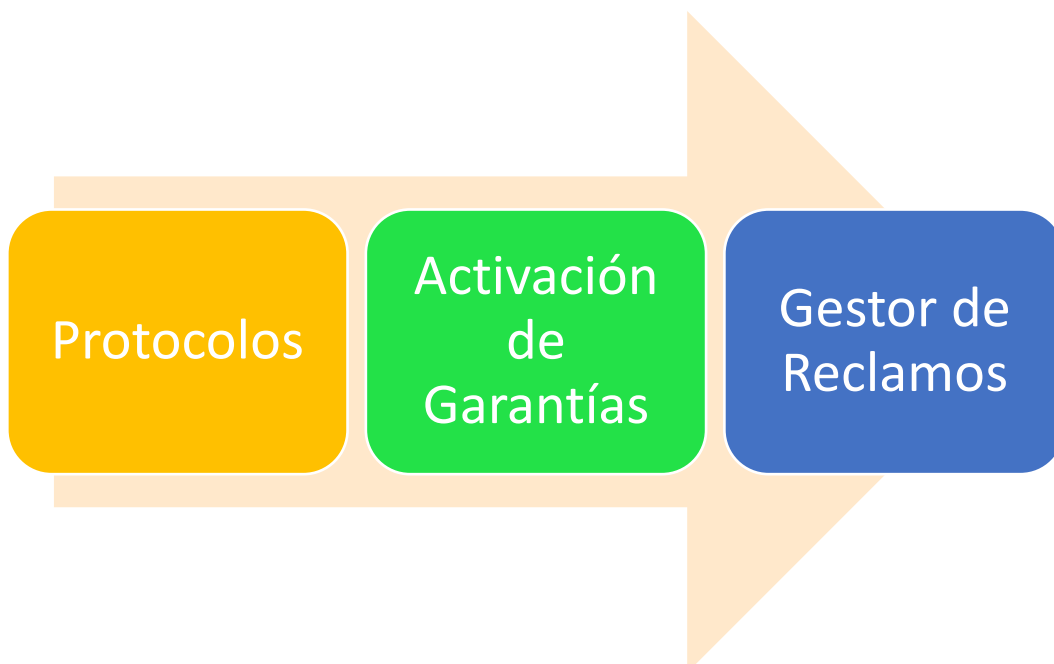 Protocolos
Activación
de
Garantías
Gestor de
Reclamos